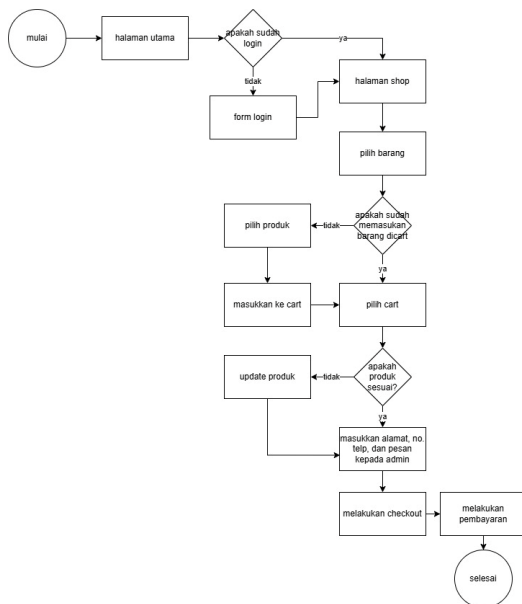 mulai
halaman utama
apakah sudah
login
ya
tidak
form login
halaman shop
pilih barang
apakah sudah
memasukan
barang dicart
tidak
pilih produk
ya
masukkan ke cart
pilih cart
apakah
produk
sesuai?
tidak
update produk
ya
masukkan alamat, no.
telp, dan pesan
kepada admin
melakukan checkout
melakukan
pembayaran
selesai